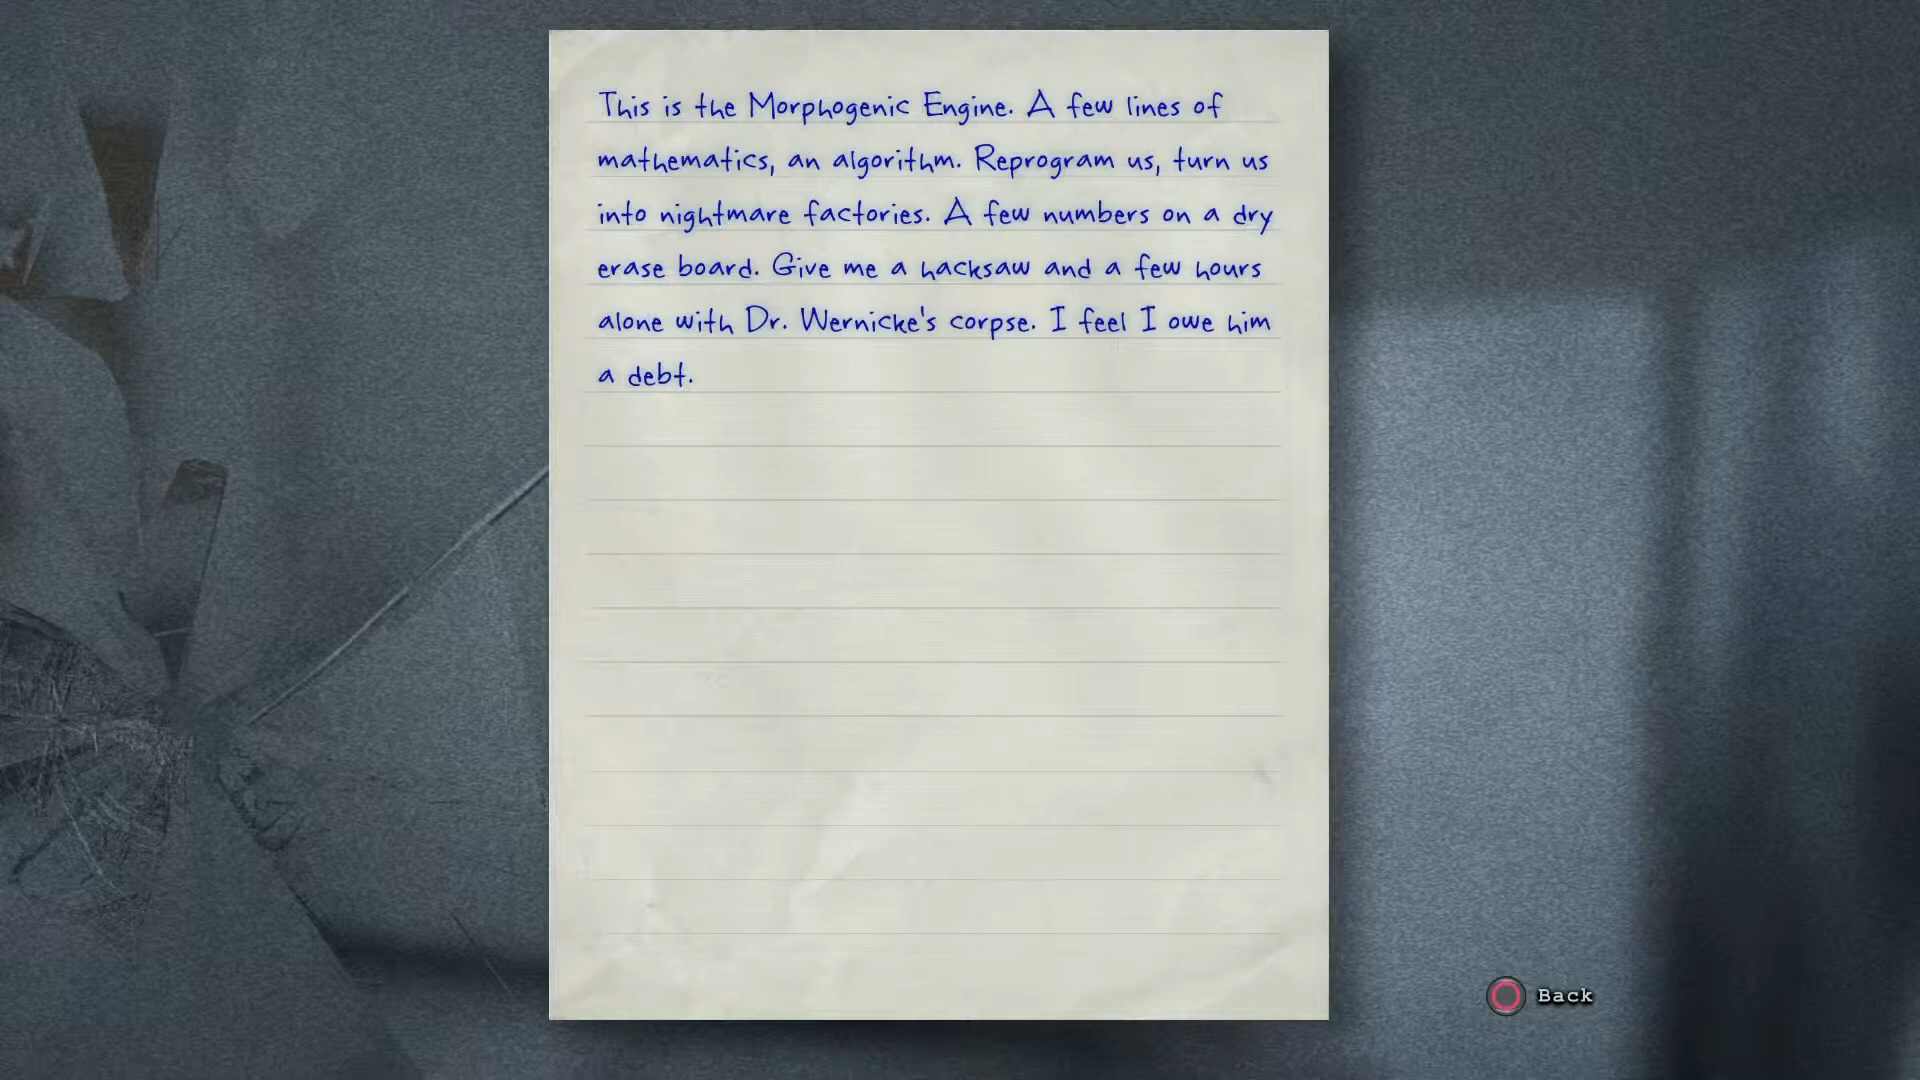 This is the Morphogenic Engine. A few lines of
mathematics, an algorithm. Reprogram us, turn us
into nightmare factories. A few numbers on a dry
erase board. Give me a hacksaw and a few hours
alone with Dr. Wernicke's corpse. I feel I owe him
a debt.
Back